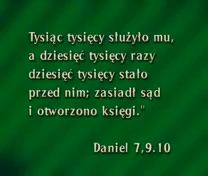 Tysiąc tysięcy służyło mu,
a dziesięć tysięcy razy
dziesięć tysięcy stało
przed nim; zasiadł sąd
i otworzono księgi."
Daniel 7,9.10